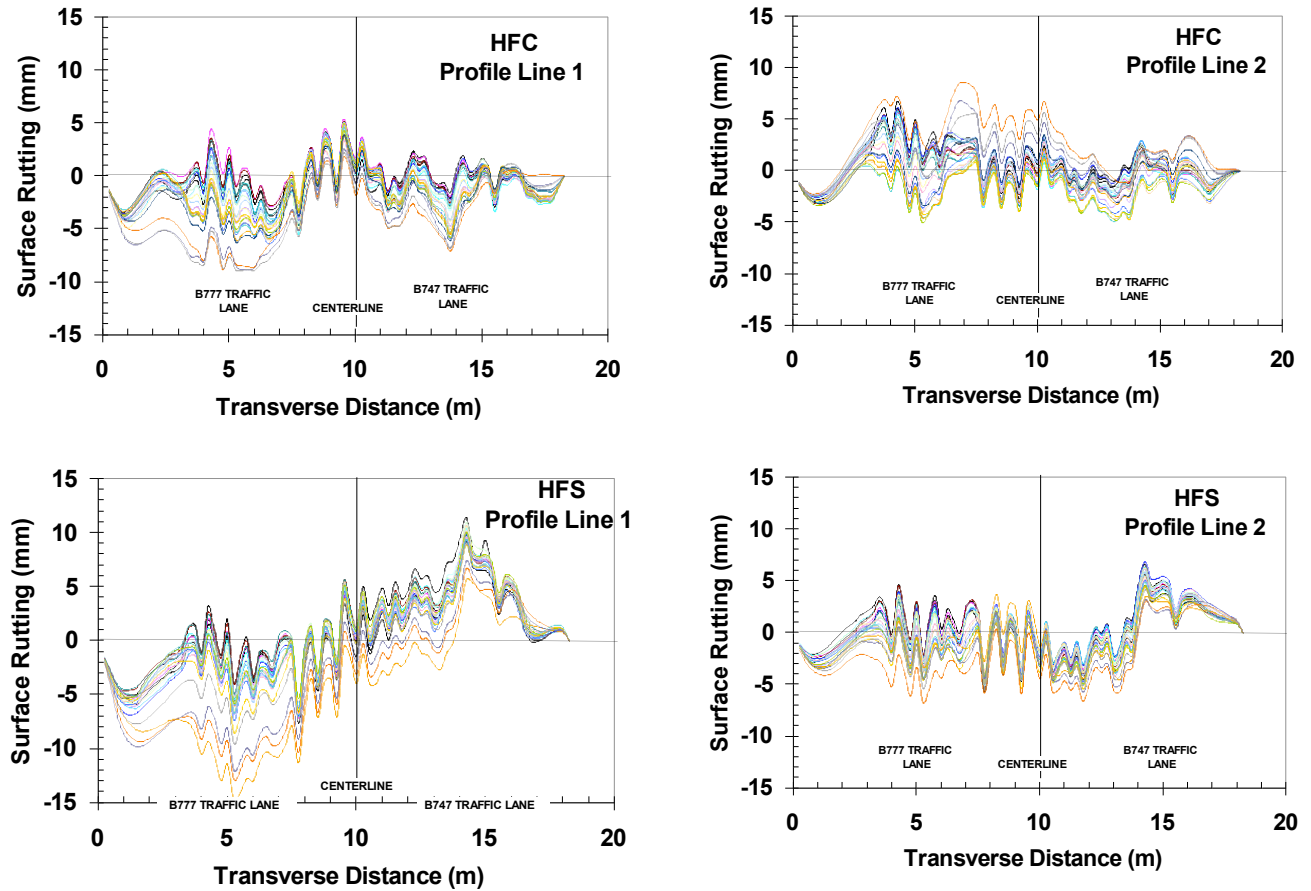 HFC
Profile Line 1
Surface Rutting (mm)
15
10
5
0
-5
-10
-15
B777 TRAFFIC
LANE
CENTERLINE
B747 TRAFFIC
LANE
0
5
10
15
20
Transverse Distance (m)
HFC
Profile Line 2
Surface Rutting (mm)
15
10
5
0
-5
-10
-15
B777 TRAFFIC
LANE
CENTERLINE
B747 TRAFFIC
LANE
0
5
10
15
20
Transverse Distance (m)
HFS
Profile Line 1
Surface Rutting (mm)
15
10
5
0
-5
-10
-15
CENTERLINE
B777 TRAFFIC LANE
B747 TRAFFIC LANE
0
5
10
15
20
Transverse Distance (m)
HFS
Profile Line 2
Surface Rutting (mm)
15
10
5
0
-5
-10
-15
B777 TRAFFIC
LANE
CENTERLINE
B747 TRAFFIC
LANE
0
5
10
15
20
Transverse Distance (m)